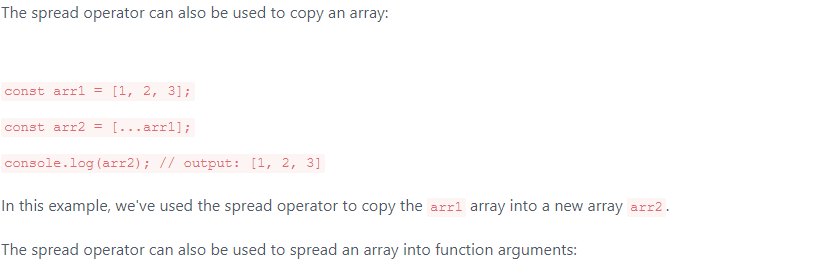 The spread operator can also be used to copy an array:
const arr1 = [1, 2, 3];
const arr2 = [...arr1];
console.log(arr2); // output: [1, 2, 3]
In this example, we've used the spread operator to copy the arr1 array into a new array arr2.
The spread operator can also be used to spread an array into function arguments: